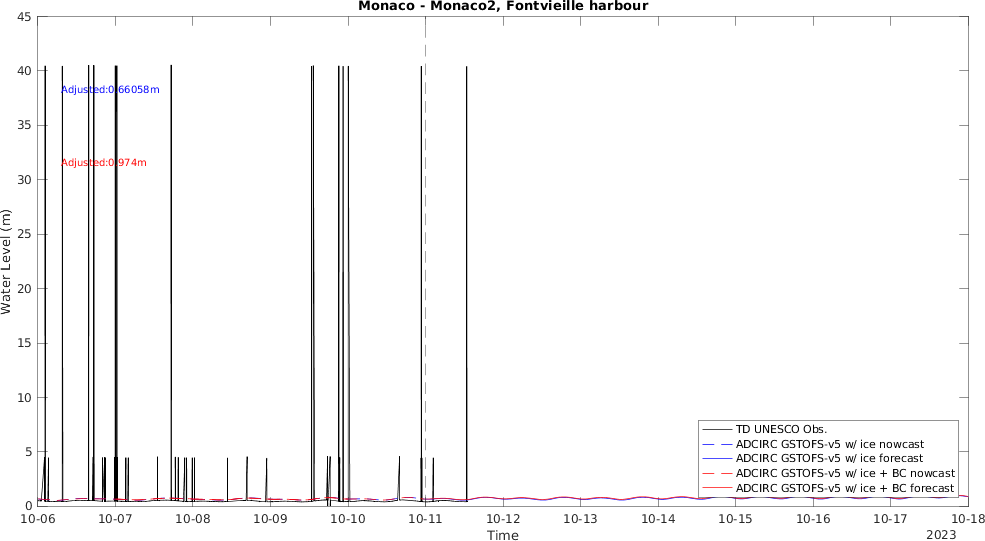 Monaco - Monaco2, Fontvieille harbour
45
40
35
30
25
20
15
10
5
0
Water Level (m)
Adjusted:0.66058m
Adjusted:0.974m
TD UNESCO Obs.
ADCIRC GSTOFS-v5 w/ ice nowcast
ADCIRC GSTOFS-v5 w/ ice forecast
ADCIRC GSTOFS-v5 w/ ice + BC nowcast
ADCIRC GSTOFS-v5 w/ ice + BC forecast
10-06 10-07 10-08 10-09 10-10 10-11 10-12 10-13 10-14 10-15 10-16 10-17 10-18
Time
2023